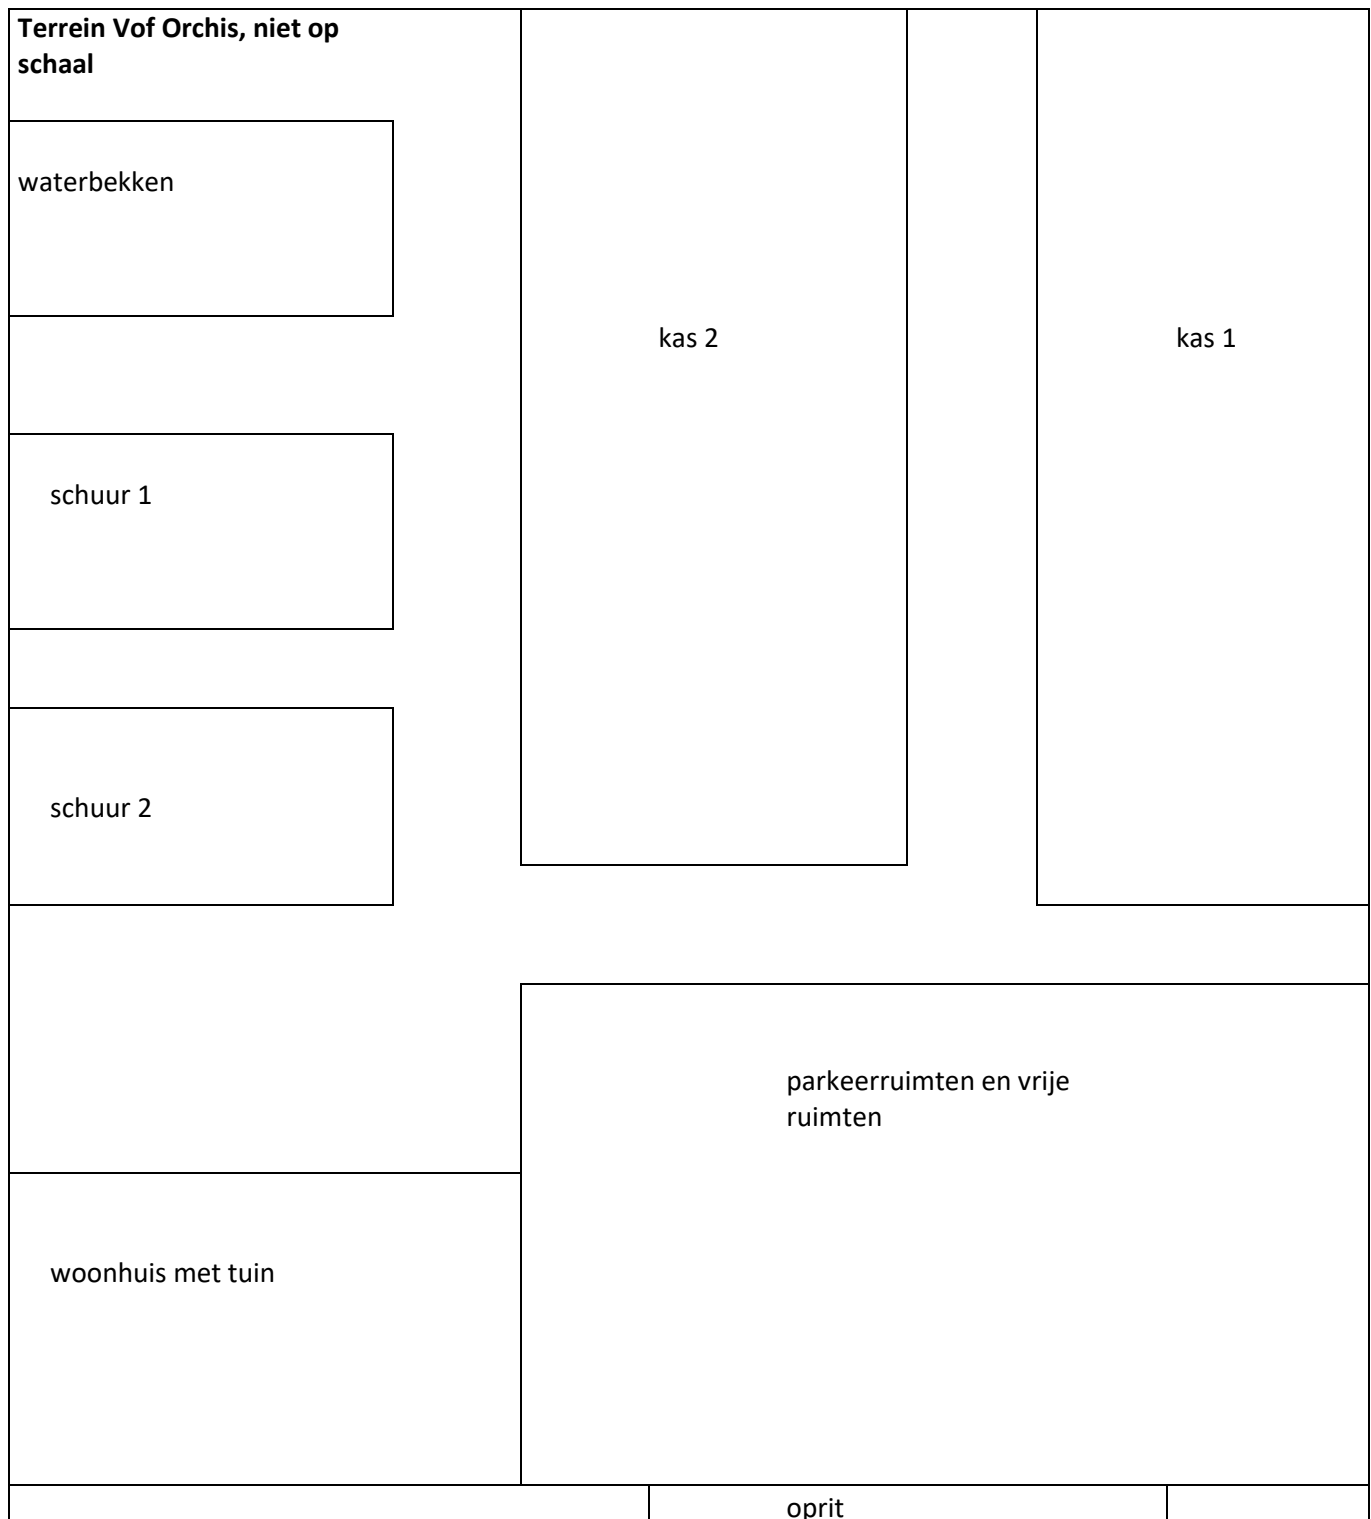 Terrein Vof Orchis, niet op
schaal
waterbekken
kas 2
kas 1
schuur 1
schuur 2
parkeerruimten en vrije
ruimten
woonhuis met tuin
oprit